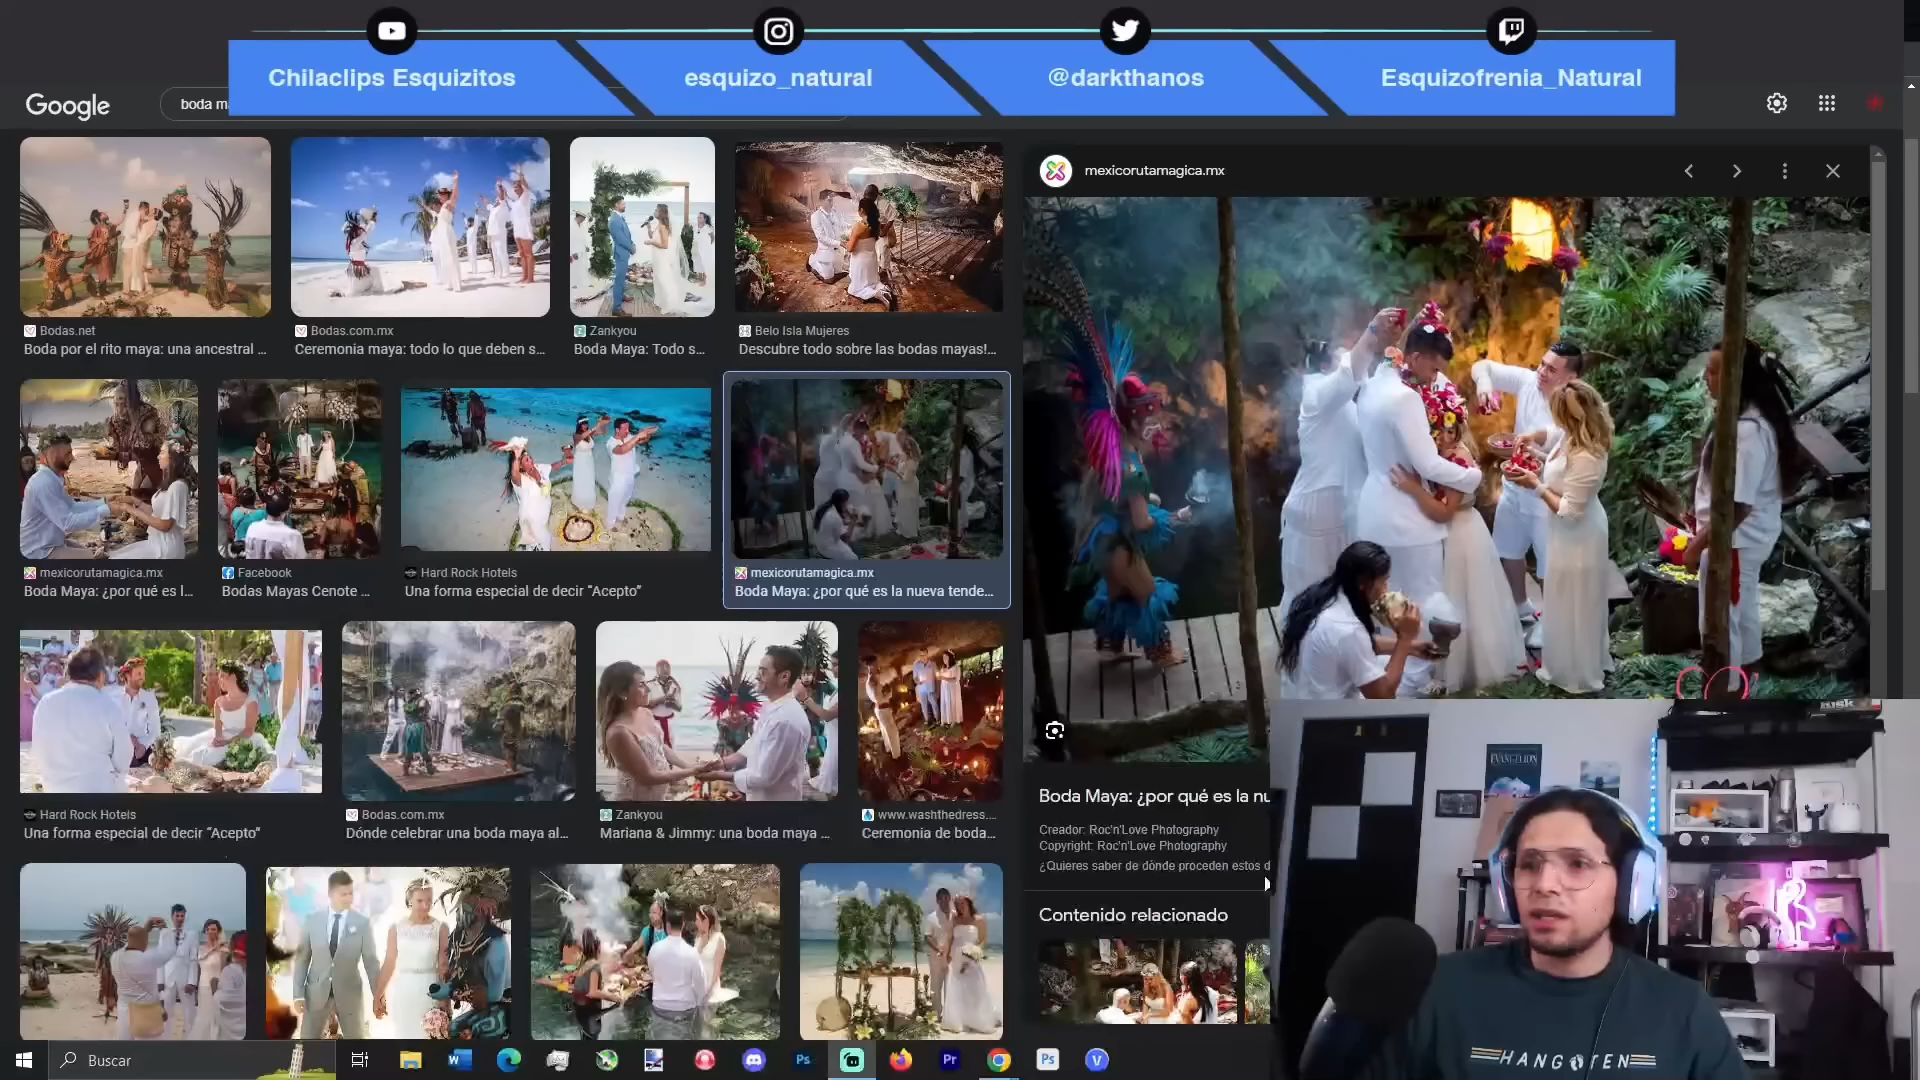 Chilaclips Esquizitos
esquizo_natural
@darkthanos
Esquizofrenia_Natural
Google
boda m
mexicorutamagica.mx
Bodas.net
Boda por el rito maya: una ancestral ...
Bodas.com.mx
Ceremonia maya: todo lo que deben s...
Zankyou
Boda Maya: Todo s...
Belo Isla Mujeres
Descubre todo sobre las bodas mayas!...
mexicorutamagica.mx
Boda Maya: ¿por qué es l...
Facebook
Bodas Mayas Cenote ...
Hard Rock Hotels
Una forma especial de decir "Acepto"
mexicorutamagica.mx
Boda Maya: ¿por qué es la nueva tende...
Hard Rock Hotels
Una forma especial de decir "Acepto"
Bodas.com.mx
Dónde celebrar una boda maya al...
Zankyou
Mariana & Jimmy: una boda maya ...
www.washthedress....
Ceremonia de boda...
Boda Maya: ¿por qué es la nu
Creador: Roc'n'Love Photography
Copyright: Roc'n'Love Photography
¿Quieres saber de dónde proceden estos d
Contenido relacionado
EVANGELION
HANG TEN
Buscar